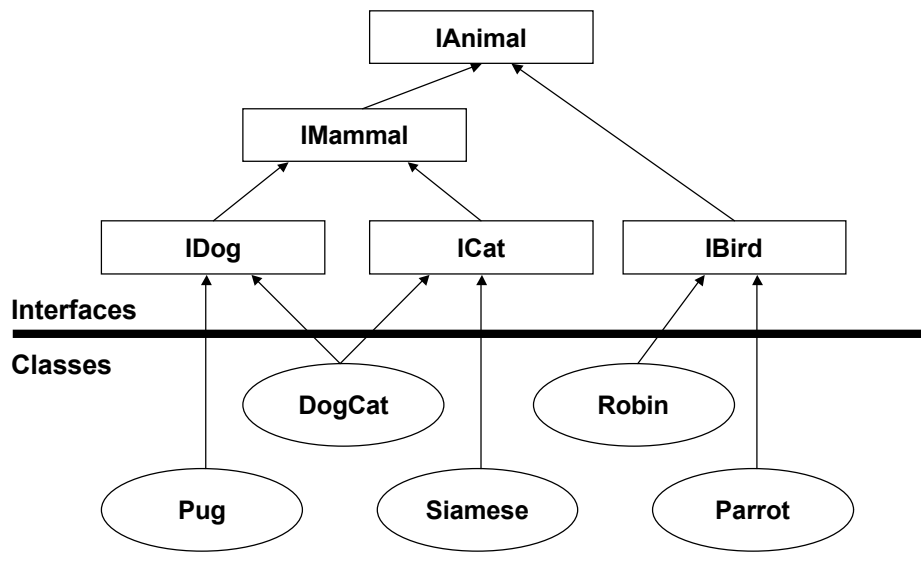 IAnimal
IMammal
IDog
ICat
IBird
Interfaces
Classes
DogCat
Robin
Pug
Siamese
Parrot